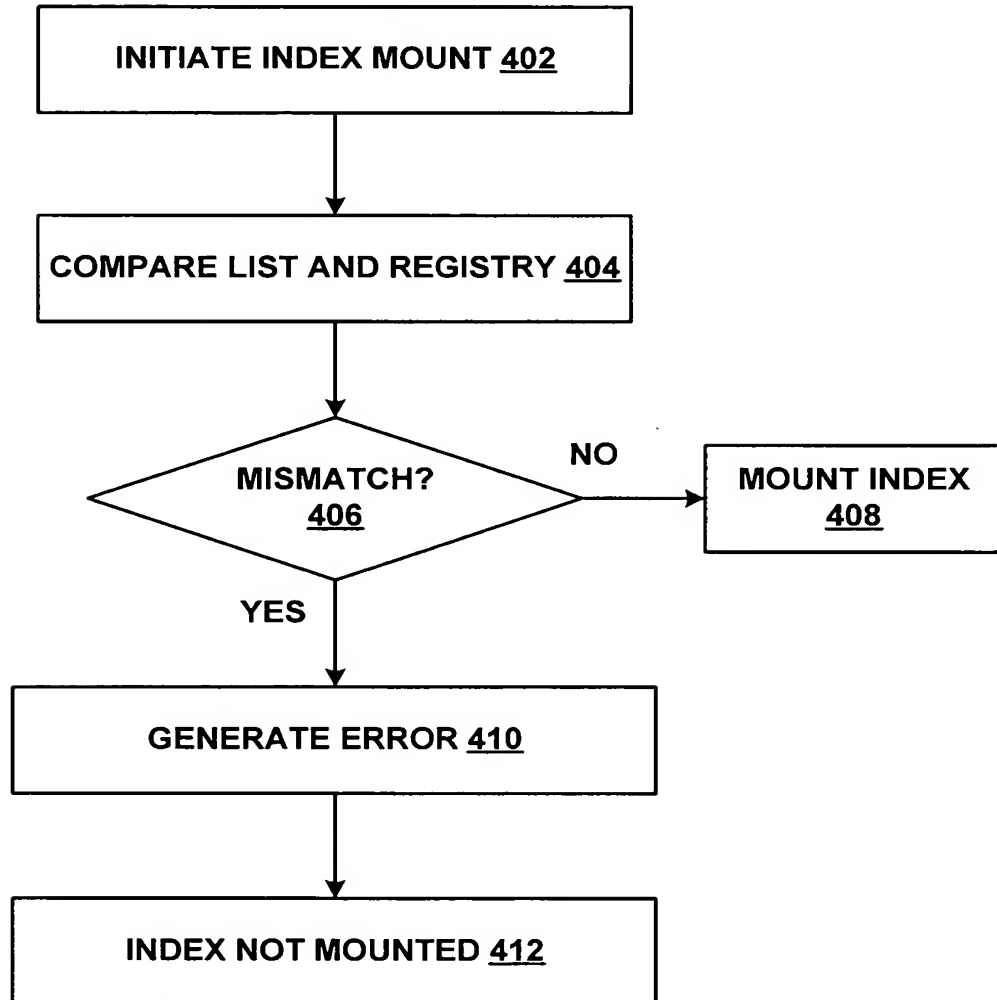 INITIATE INDEX MOUNT 402
COMPARE LIST AND REGISTRY 404
MISMATCH?
406
NO
MOUNT INDEX
408
YES
GENERATE ERROR 410
INDEX NOT MOUNTED 412